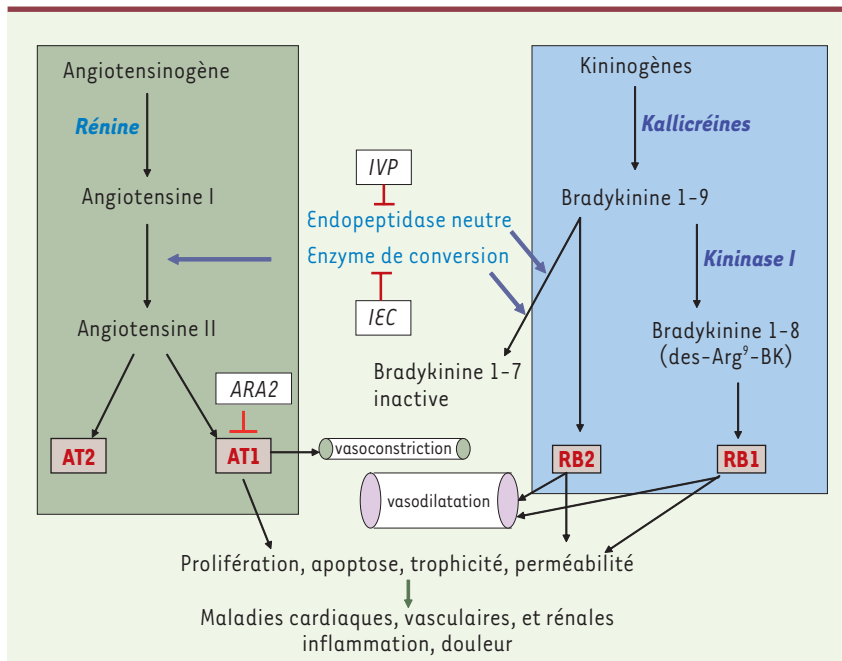 Angiotensinogène
Kininogènes
Rénine
Kallicréines
IVP
Angiotensine I
Endopeptidase neutre
Bradykinine 1-9
Enzyme de conversion
Kininase I
IEC
Angiotensine II
Bradykinine 1-8
(des-Arg⁹-BK)
Bradykinine 1-7
inactive
ARA2
AT2
AT1
vasoconstriction
RB2
RB1
vasodilatation
Prolifération, apoptose, trophicité, perméabilité
Maladies cardiaques, vasculaires, et rénales
inflammation, douleur